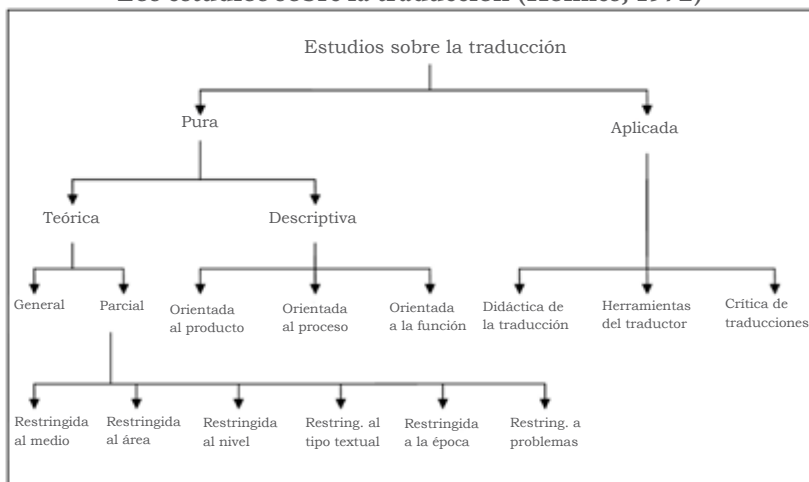 Estudios sobre la traducción
Pura
Aplicada
Teórica
Descriptiva
General
Parcial
Orientada
al producto
Orientada
al proceso
Orientada
a la función
Didáctica de
la traducción
Herramientas
del traductor
Crítica de
traducciones
Restringida
al medio
Restringida
al área
Restringida
al nivel
Restring. al
tipo textual
Restringida
a la época
Restring. a
problemas